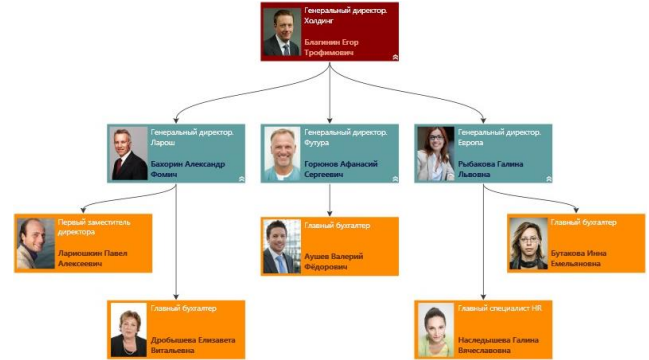 Генеральный директор.
Холдинг
Благинин Егор
Трофимович
Генеральный директор.
Ларош
Бахорин Александр
Фомич
Генеральный директор.
Футура
Горюнов Афанасий
Сергеевич
Генеральный директор.
Европа
Рыбакова Галина
Львовна
Первый заместитель
директора
Лариошкин Павел
Алексеевич
Главный бухгалтер
Аушев Валерий
Фёдорович
Главный бухгалтер
Бутакова Инна
Емельяновна
Главный бухгалтер
Дробышева Елизавета
Витальевна
Главный специалист HR
Наследышева Галина
Вячеславовна